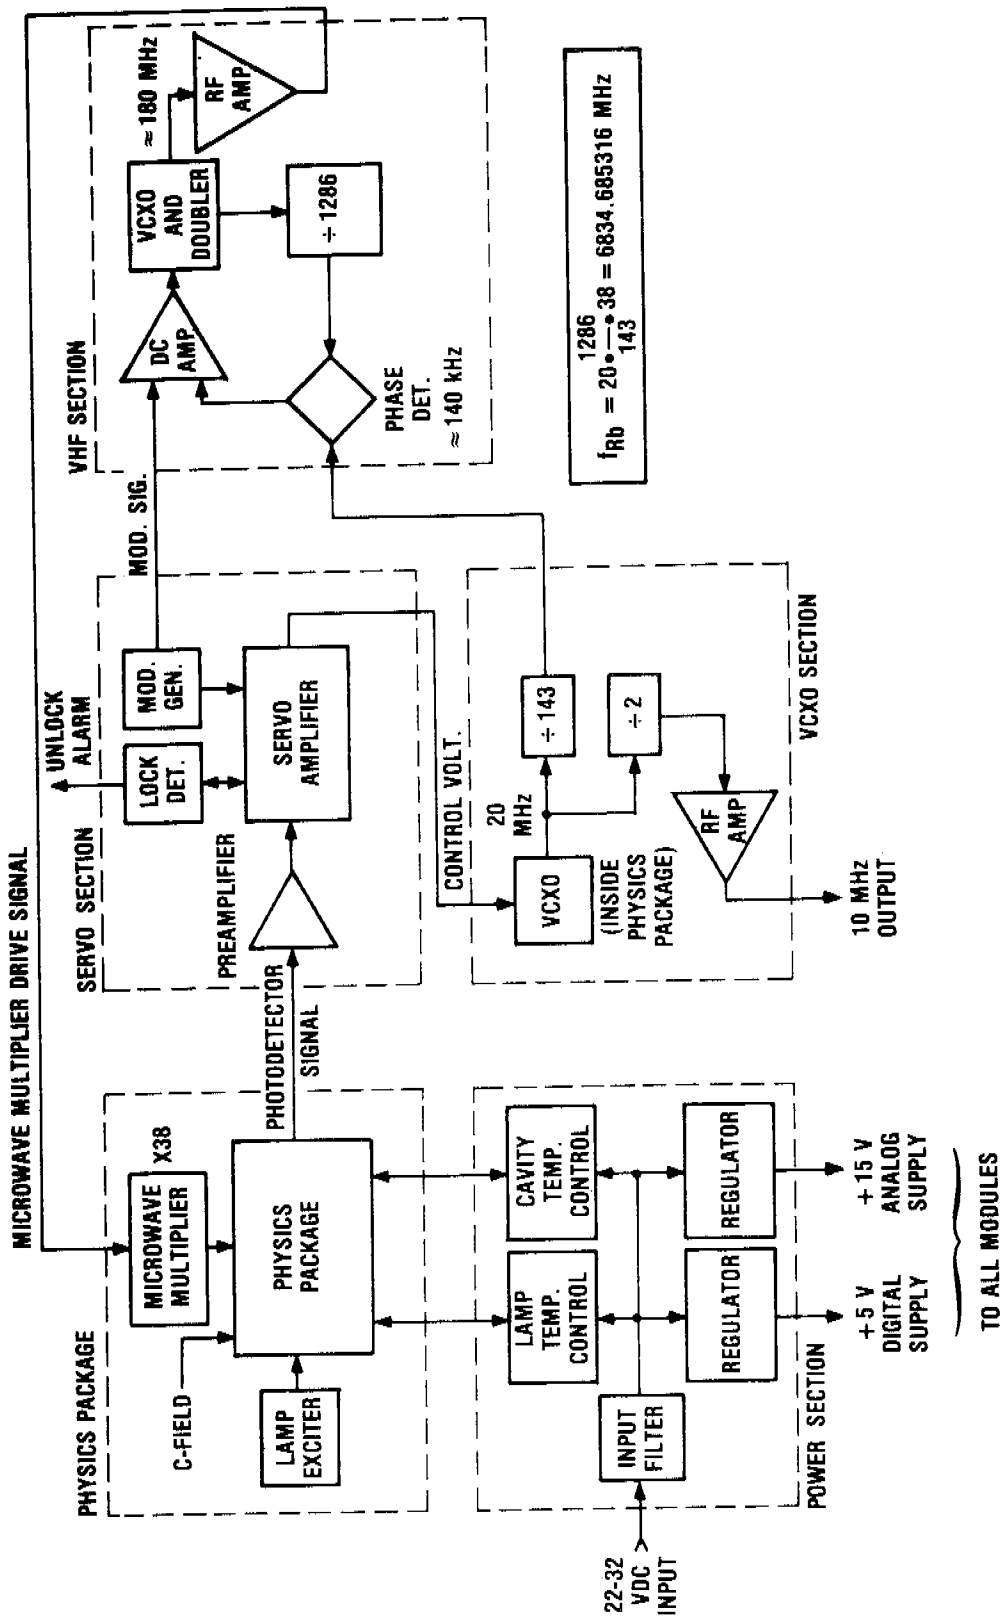 MICROWAVE MULTIPLIER DRIVE SIGNAL
PHYSICS PACKAGE
C-FIELD
MICROWAVE
MULTIPLIER
X38
LAMP
EXCITER
PHYSICS
PACKAGE
PHOTODETECTOR
SIGNAL
SERVO SECTION
UNLOCK
ALARM
LOCK
DET.
MOD.
GEN.
PREAMPLIFIER
SERVO
AMPLIFIER
MOD. SIG.
CONTROL VOLT.
VHF SECTION
DC
AMP
VCXO
AND
DOUBLER
≈180 MHz
RF
AMP
÷1286
PHASE
DET.
≈140 kHz
22-32
VDC
INPUT
INPUT
FILTER
LAMP
TEMP.
CONTROL
CAVITY
TEMP.
CONTROL
REGULATOR
REGULATOR
POWER SECTION
+5 V
DIGITAL
SUPPLY
+15 V
ANALOG
SUPPLY
TO ALL MODULES
VCXO
(INSIDE
PHYSICS
PACKAGE)
20
MHz
÷143
÷2
RF
AMP
VCXO SECTION
10 MHz
OUTPUT
fRb = 20•1286/143•38 = 6834.685316 MHz